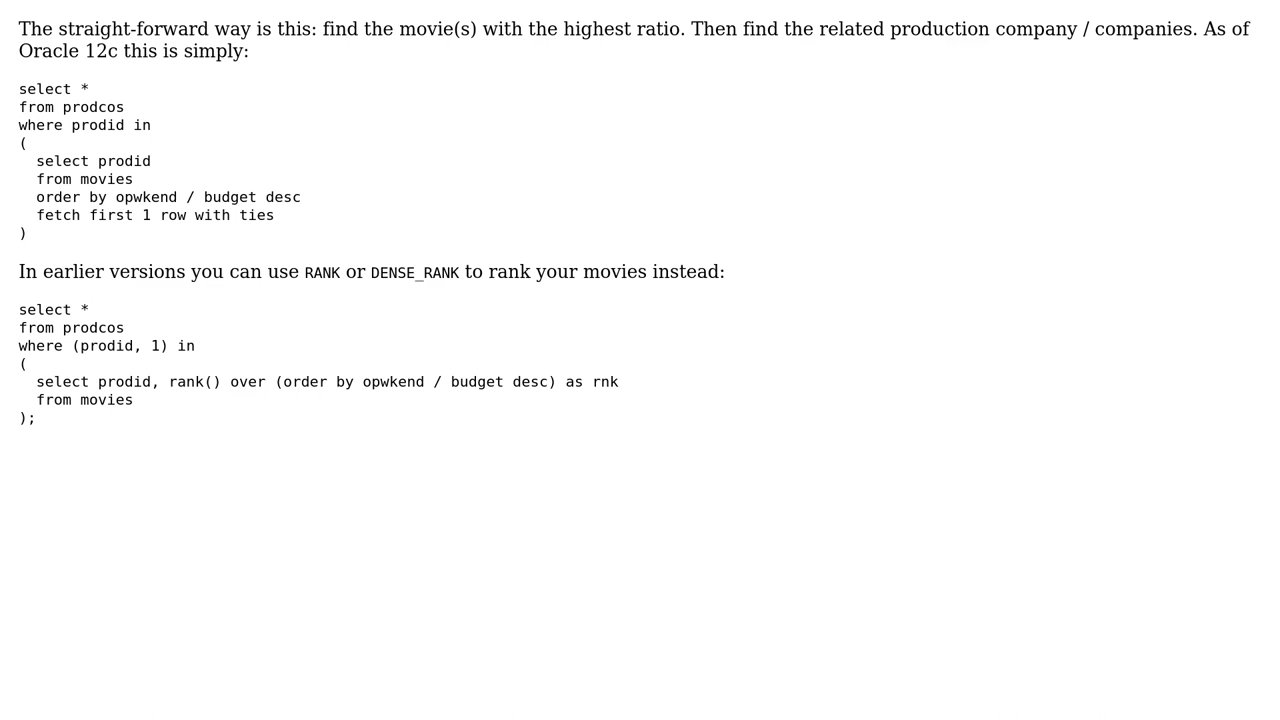 The straight-forward way is this: find the movie(s) with the highest ratio. Then find the related production company / companies. As of
Oracle 12c this is simply:
select *
from prodcos
where prodid in
(
  select prodid
  from movies
  order by opwkend / budget desc
  fetch first 1 row with ties
)
In earlier versions you can use RANK or DENSE_RANK to rank your movies instead:
select *
from prodcos
where (prodid, 1) in
(
  select prodid, rank() over (order by opwkend / budget desc) as rnk
  from movies
);